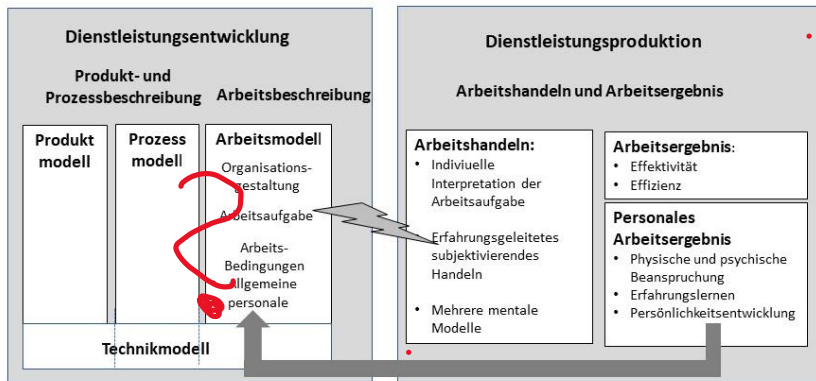 Dienstleistungsentwicklung
Produkt- und
Prozessbeschreibung
Arbeitsbeschreibung
Produkt
modell
Prozess
modell
Arbeitsmodell
Organisations-
gestaltung
Arbeitsaufgabe
Arbeits-
Bedingungen
Allgemeine
personale
Technikmodell
Dienstleistungsproduktion
Arbeitshandeln und Arbeitsergebnis
Arbeitshandeln:
• Indiviuelle
Interpretation der
Arbeitsaufgabe
• Erfahrungsgeleitetes
subjektivierendes
Handeln
• Mehrere mentale
Modelle
Arbeitsergebnis:
• Effektivität
• Effizienz
Personales
Arbeitsergebnis
• Physische und psychische
Beanspruchung
• Erfahrungslernen
• Persönlichkeitsentwicklung